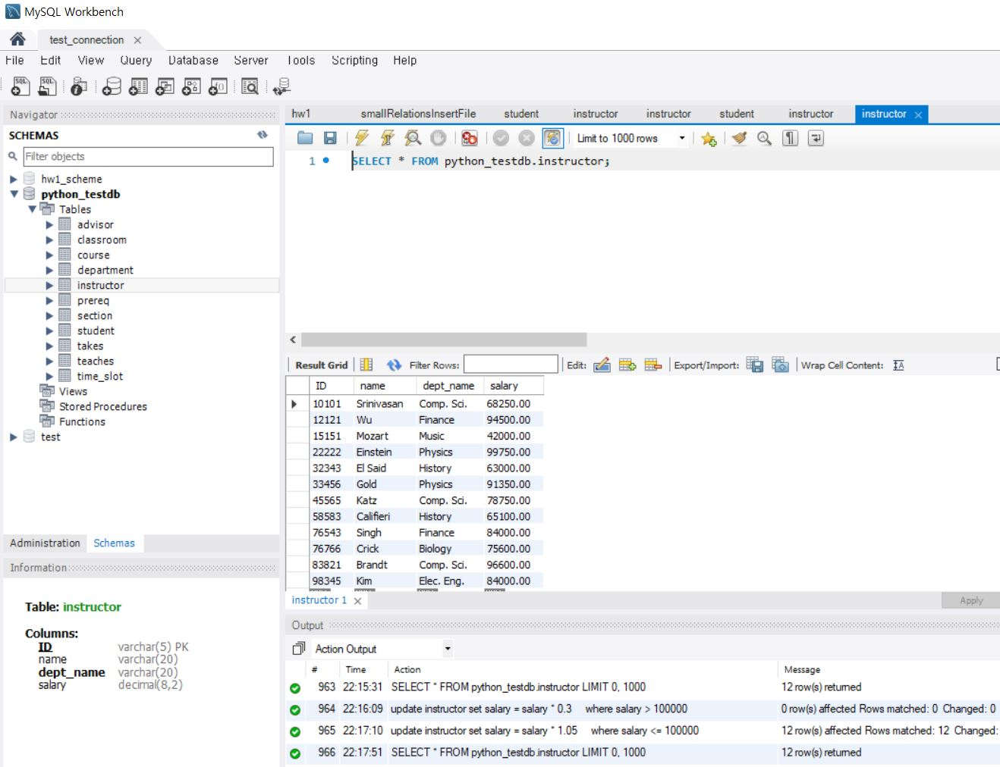 MySQL Workbench
test_connection
File Edit View Query Database Server Tools Scripting Help
Navigator
SCHEMAS
Filter objects
hw1_scheme
python_testdb
Tables
advisor
classroom
course
department
instructor
prereq
section
student
takes
teaches
time_slot
Views
Stored Procedures
Functions
test
Administration Schemas
Information
Table: instructor
Columns:
ID varchar(5) PK
name varchar(20)
dept_name varchar(20)
salary decimal(8,2)
hw1 smallRelationsInsertFile student instructor instructor student instructor instructor
Limit to 1000 rows
1 SELECT * FROM python_testdb.instructor;
Result Grid Filter Rows: Edit: Export/Import: Wrap Cell Content:
ID name dept_name salary
10101 Srinivasan Comp. Sci. 68250.00
12121 Wu Finance 94500.00
15151 Mozart Music 42000.00
22222 Einstein Physics 99750.00
32343 El Said History 63000.00
33456 Gold Physics 91350.00
45565 Katz Comp. Sci. 78750.00
58583 Califieri History 65100.00
76543 Singh Finance 84000.00
76766 Crick Biology 75600.00
83821 Brandt Comp. Sci. 96600.00
98345 Kim Elec. Eng. 84000.00
instructor 1 Apply
Output
Action Output
# Time Action Message
963 22:15:31 SELECT * FROM python_testdb.instructor LIMIT 0, 1000 12 row(s) returned
964 22:16:09 update instructor set salary = salary * 0.3 where salary > 100000 0 row(s) affected Rows matched: 0 Changed: 0
965 22:17:10 update instructor set salary = salary * 1.05 where salary <= 100000 12 row(s) affected Rows matched: 12 Changed:
966 22:17:51 SELECT * FROM python_testdb.instructor LIMIT 0, 1000 12 row(s) returned